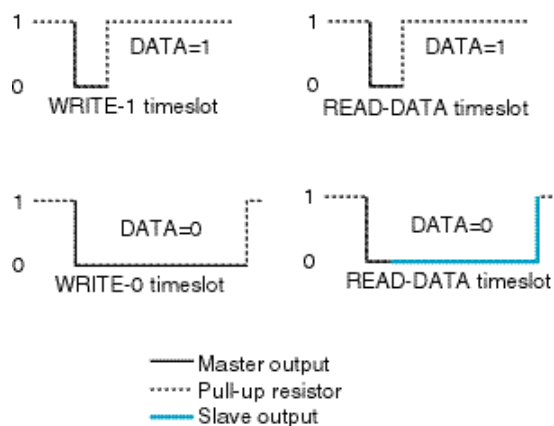 1 DATA=1 1 DATA=1
0 0
WRITE-1 timeslot READ-DATA timeslot
1 1
DATA=0 DATA=0
0 0
WRITE-0 timeslot READ-DATA timeslot
Master output
Pull-up resistor
Slave output